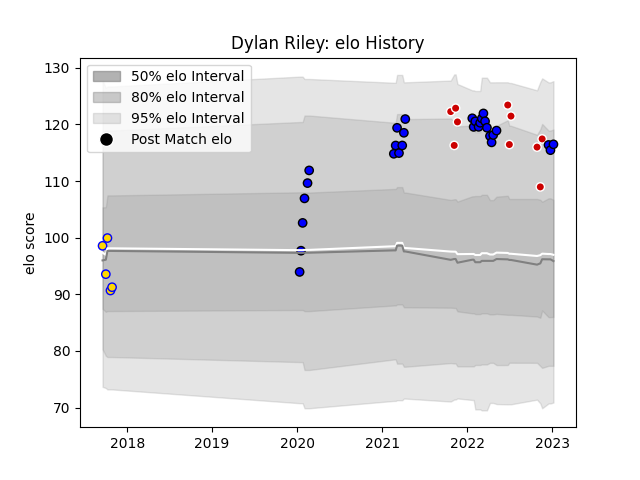 Dylan Riley: elo History
50% elo Interval
80% elo Interval
95% elo Interval
Post Match elo
elo score
130
120
110
100
90
80
70
2018
2019
2020
2021
2022
2023